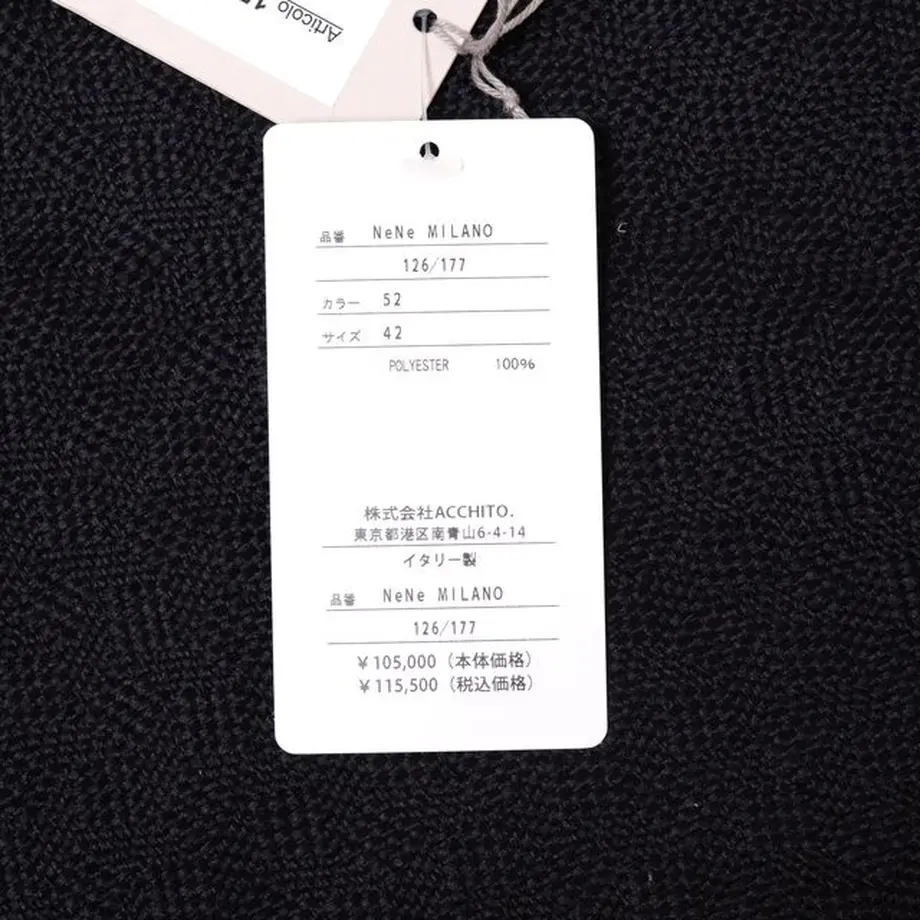 Articolo
品番 NeNe MILANO
126/177
カラー 52
サイズ 42
POLYESTER 100%
株式会社ACCHITO.
東京都港区南青山6-4-14
イタリー製
品番 NeNe MILANO
126/177
¥105,000（本体価格）
¥115,500（税込価格）